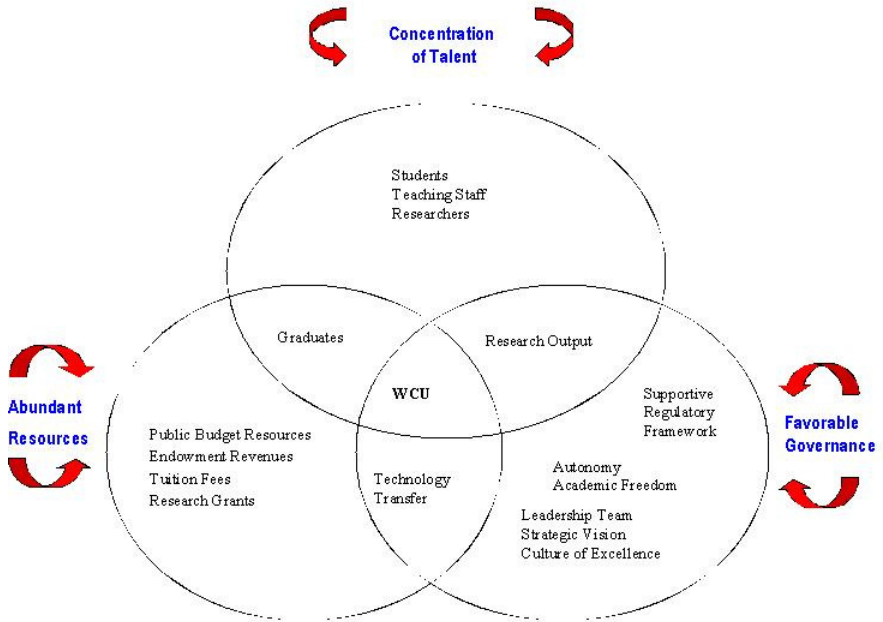 Concentration
of Talent
Students
Teaching Staff
Researchers
Graduates
Research Output
WCU
Abundant
Resources
Public Budget Resources
Endowment Revenues
Tuition Fees
Research Grants
Technology
Transfer
Supportive
Regulatory
Framework
Autonomy
Academic Freedom
Leadership Team
Strategic Vision
Culture of Excellence
Favorable
Governance